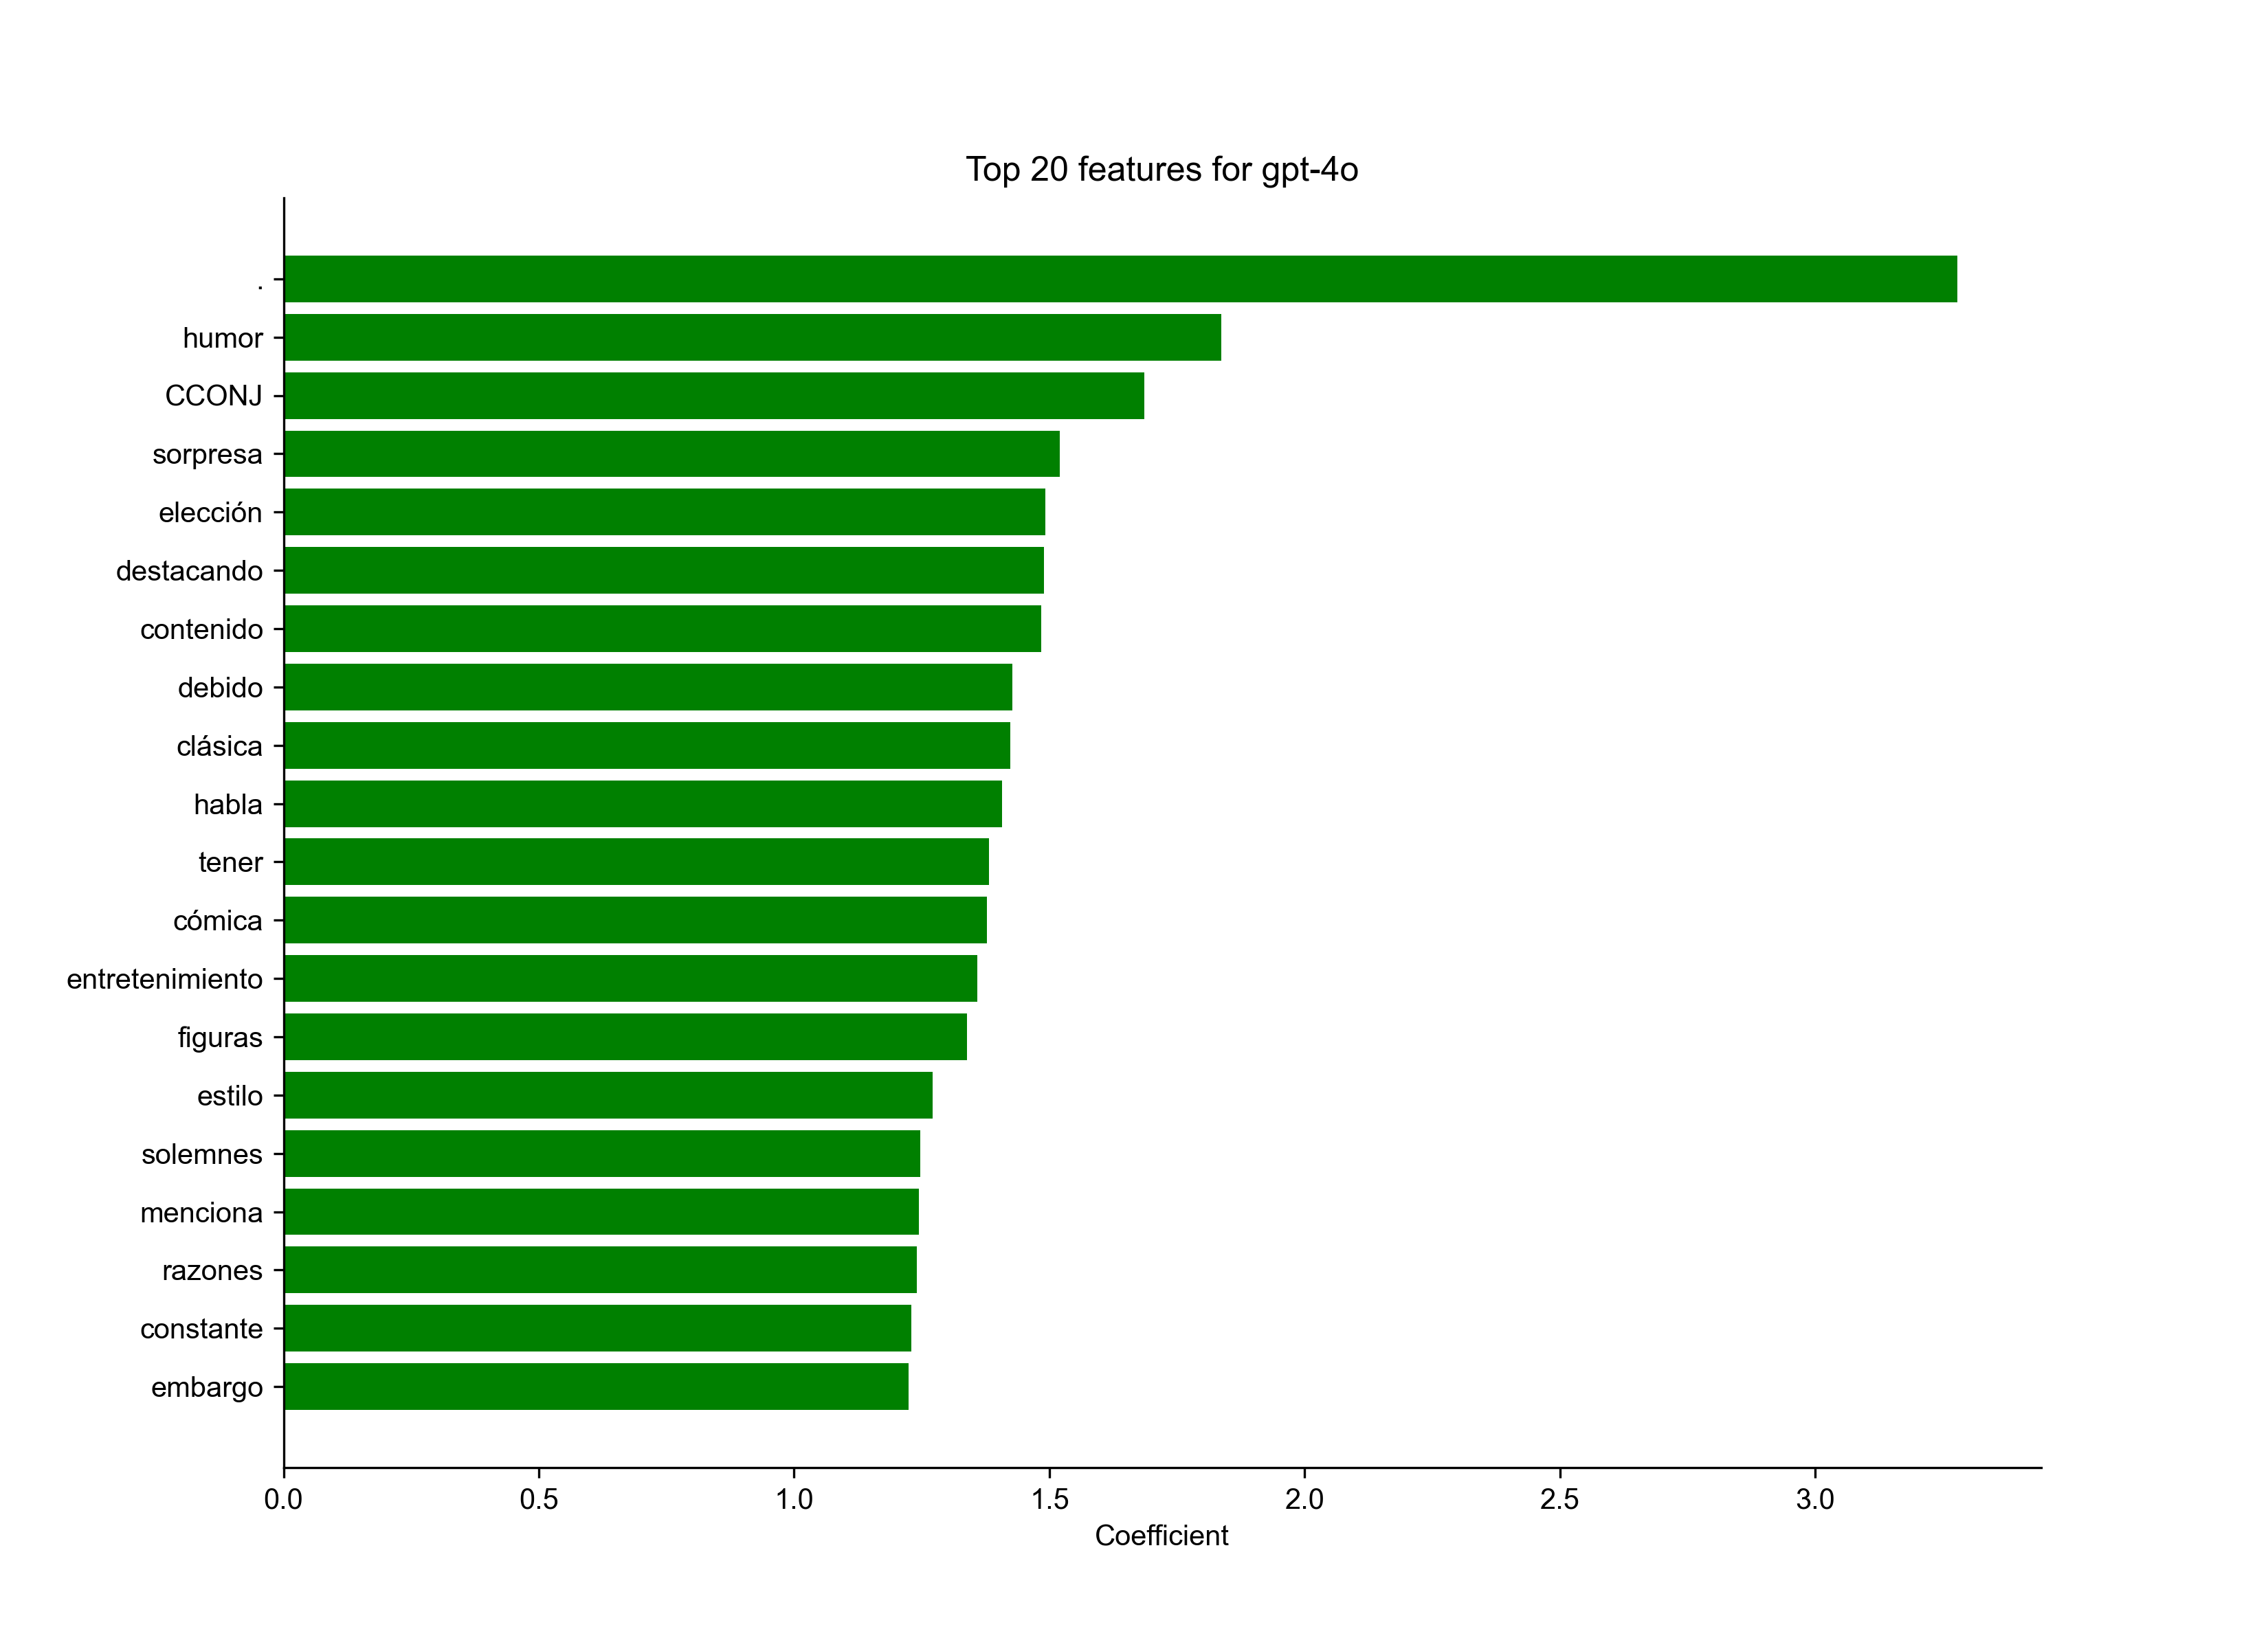 Top 20 features for gpt-4o
.
humor
CCONJ
sorpresa
elección
destacando
contenido
debido
clásica
habla
tener
cómica
entretenimiento
figuras
estilo
solemnes
menciona
razones
constante
embargo
0.0 0.5 1.0 1.5 2.0 2.5 3.0
Coefficient